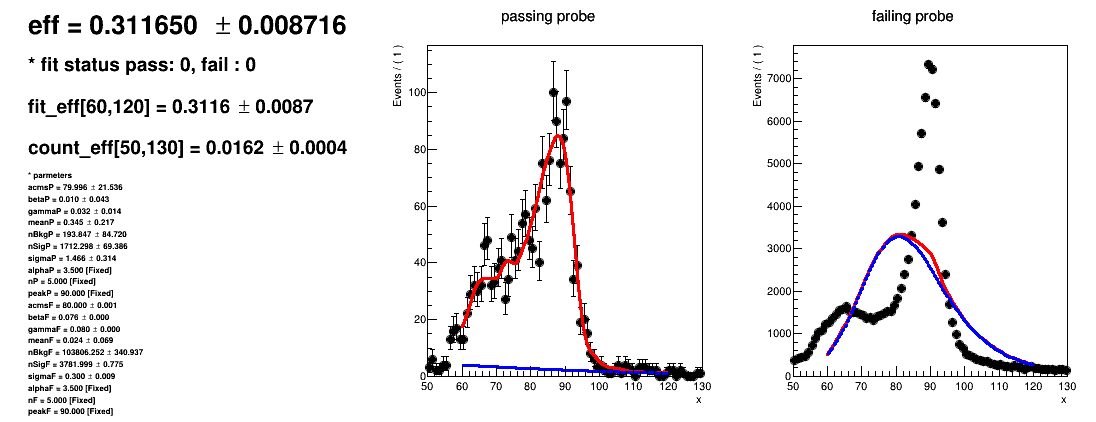 eff = 0.311650 ± 0.008716
* fit status pass: 0, fail : 0
fit_eff[60,120] = 0.3116 ± 0.0087
count_eff[50,130] = 0.0162 ± 0.0004
* parmeters
acmsP = 79.996 ± 21.536
betaP = 0.010 ± 0.043
gammaP = 0.032 ± 0.014
meanP = 0.345 ± 0.217
nBkgP = 193.847 ± 84.720
nSigP = 1712.298 ± 69.386
sigmaP = 1.466 ± 0.314
alphaP = 3.500 [Fixed]
nP = 5.000 [Fixed]
peakP = 90.000 [Fixed]
acmsF = 80.000 ± 0.001
betaF = 0.076 ± 0.000
gammaF = 0.080 ± 0.000
meanF = 0.024 ± 0.069
nBkgF = 103806.252 ± 340.937
nSigF = 3781.999 ± 0.775
sigmaF = 0.300 ± 0.009
alphaF = 3.500 [Fixed]
nF = 5.000 [Fixed]
peakF = 90.000 [Fixed]
passing probe
Events / ( 1 )
100
80
60
40
20
0
50 60 70 80 90 100 110 120 130
x
failing probe
Events / ( 1 )
7000
6000
5000
4000
3000
2000
1000
0
50 60 70 80 90 100 110 120 130
x